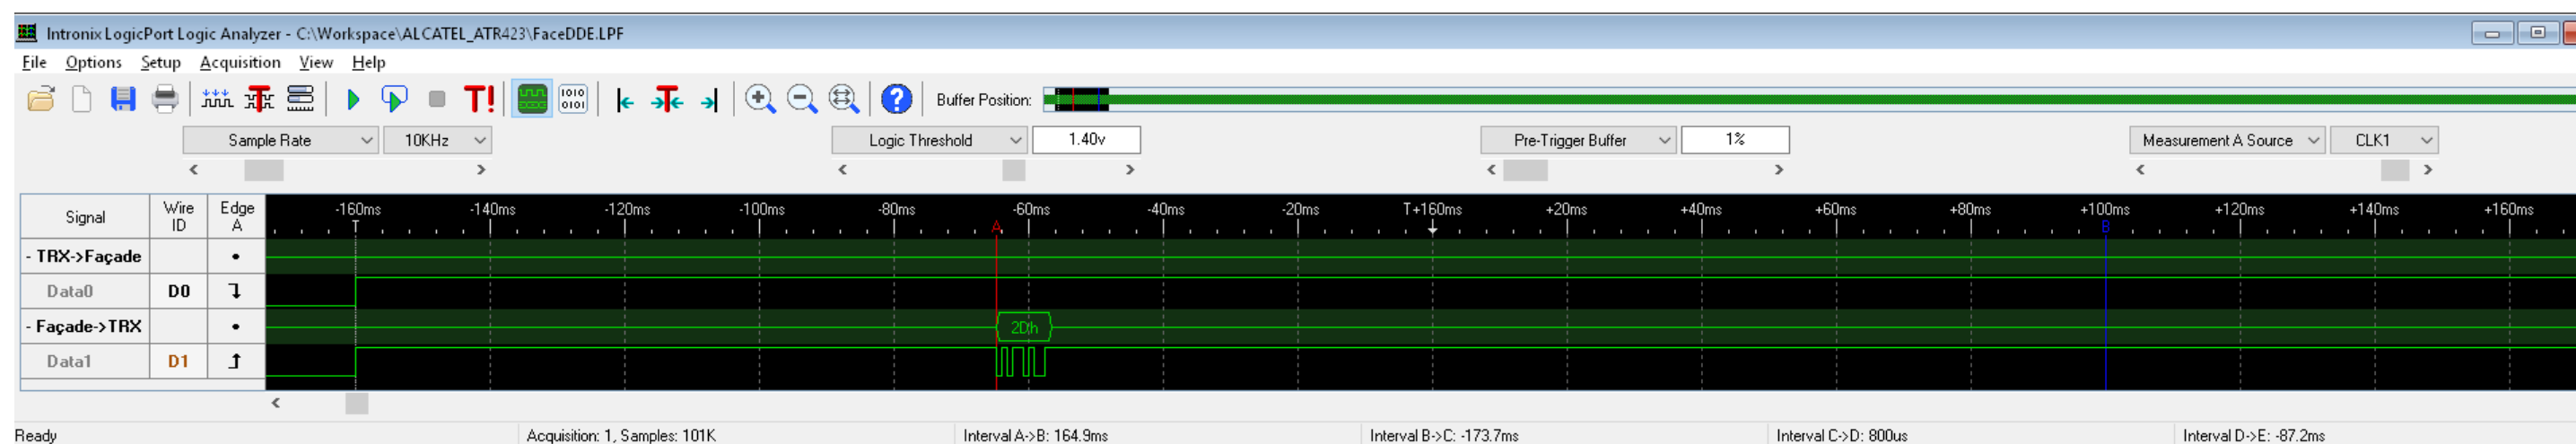 Intronix LogicPort Logic Analyzer - C:\Workspace\ALCATEL_ATR423\FaceDDE.LPF
File Options Setup Acquisition View Help
T! 1010 0101 ? Buffer Position:
Sample Rate 10KHz Logic Threshold 1.40v Pre-Trigger Buffer 1% Measurement A Source CLK1
Signal Wire ID Edge A -160ms -140ms -120ms -100ms -80ms -60ms -40ms -20ms T+160ms +20ms +40ms +60ms +80ms +100ms +120ms +140ms +160ms
T A B
- TRX->Façade
Data0 D0
- Façade->TRX 2Dh
Data1 D1
Ready Acquisition: 1, Samples: 101K Interval A->B: 164.9ms Interval B->C: -173.7ms Interval C->D: 800us Interval D->E: -87.2ms